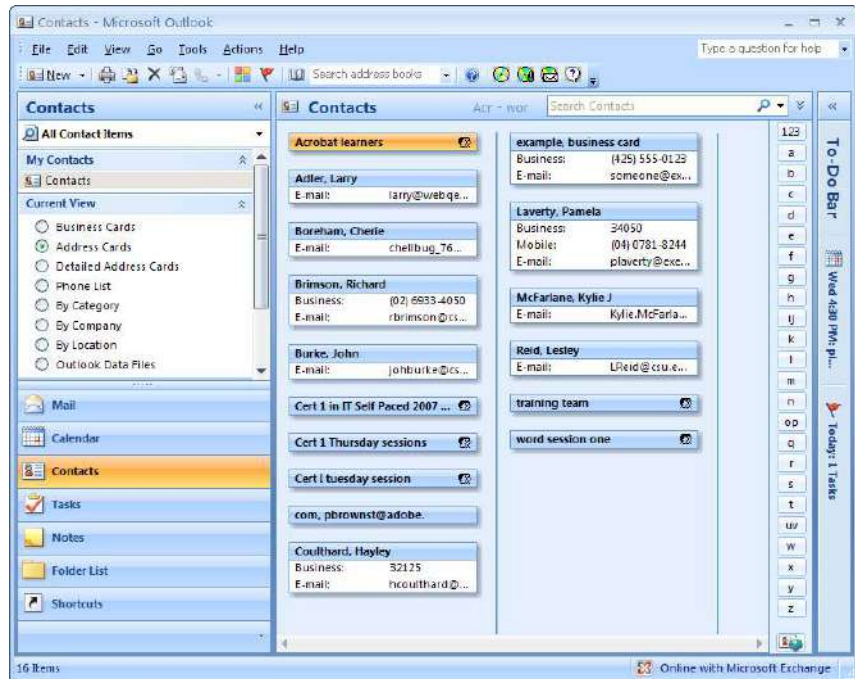 Contacts - Microsoft Outlook
File Edit View Go Tools Actions Help
Type a question for help
New
Search address books
Contacts
All Contact Items
My Contacts
Contacts
Current View
Business Cards
Address Cards
Detailed Address Cards
Phone List
By Category
By Company
By Location
Outlook Data Files
Mail
Calendar
Contacts
Tasks
Notes
Folder List
Shortcuts
Contacts
Acr - wor
Search Contacts
Acrobat learners
Adler, Larry
E-mail: larry@webqe...
Boreham, Cherie
E-mail: chellbug_76...
Brimson, Richard
Business: (02) 6933-4050
E-mail: rbrimson@cs...
Burke, John
E-mail: johburke@cs...
Cert 1 in IT Self Paced 2007 ...
Cert 1 Thursday sessions
Cert I tuesday session
com, pbrownst@adobe.
Coulthard, Hayley
Business: 32125
E-mail: hcoulthard@...
example, business card
Business: (425) 555-0123
E-mail: someone@ex...
Laverty, Pamela
Business: 34050
Mobile: (04) 0781-8244
E-mail: plaverty@exe...
McFarlane, Kylie J
E-mail: Kylie.McFarla...
Reid, Lesley
E-mail: LReid@csu.e...
training team
word session one
123
a
b
c
d
e
f
g
h
ij
k
l
m
n
op
q
r
s
t
uv
w
x
y
z
To-Do Bar
Wed 4:30 PM: pl...
Today: 1 Tasks
16 Items
Online with Microsoft Exchange